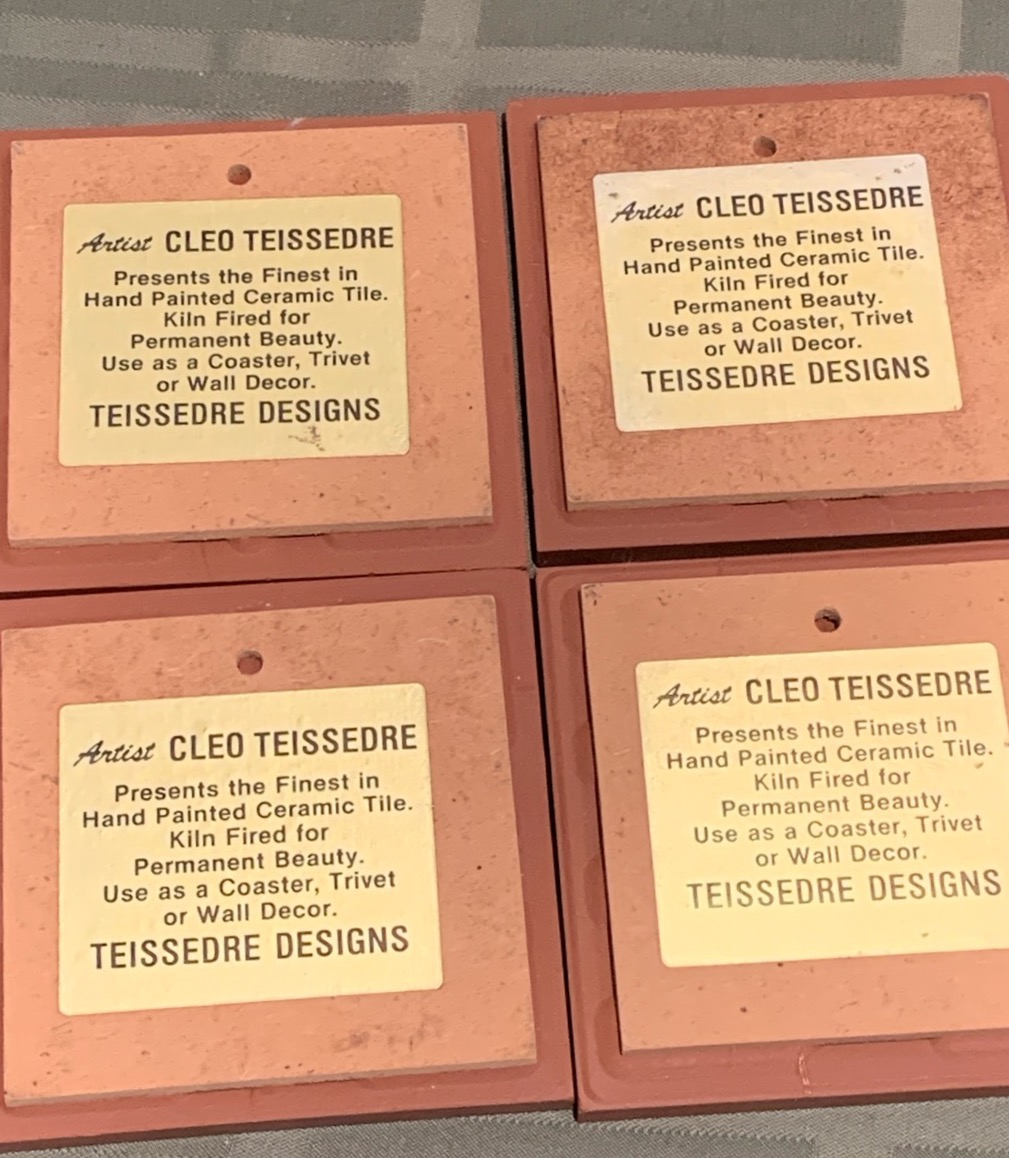 Artist CLEO TEISSEDRE
Presents the Finest in
Hand Painted Ceramic Tile.
Kiln Fired for
Permanent Beauty.
Use as a Coaster, Trivet
or Wall Decor.
TEISSEDRE DESIGNS
Artist CLEO TEISSEDRE
Presents the Finest in
Hand Painted Ceramic Tile.
Kiln Fired for
Permanent Beauty.
Use as a Coaster, Trivet
or Wall Decor.
TEISSEDRE DESIGNS
Artist CLEO TEISSEDRE
Presents the Finest in
Hand Painted Ceramic Tile.
Kiln Fired for
Permanent Beauty.
Use as a Coaster, Trivet
or Wall Decor.
TEISSEDRE DESIGNS
Artist CLEO TEISSEDRE
Presents the Finest in
Hand Painted Ceramic Tile.
Kiln Fired for
Permanent Beauty.
Use as a Coaster, Trivet
or Wall Decor.
TEISSEDRE DESIGNS